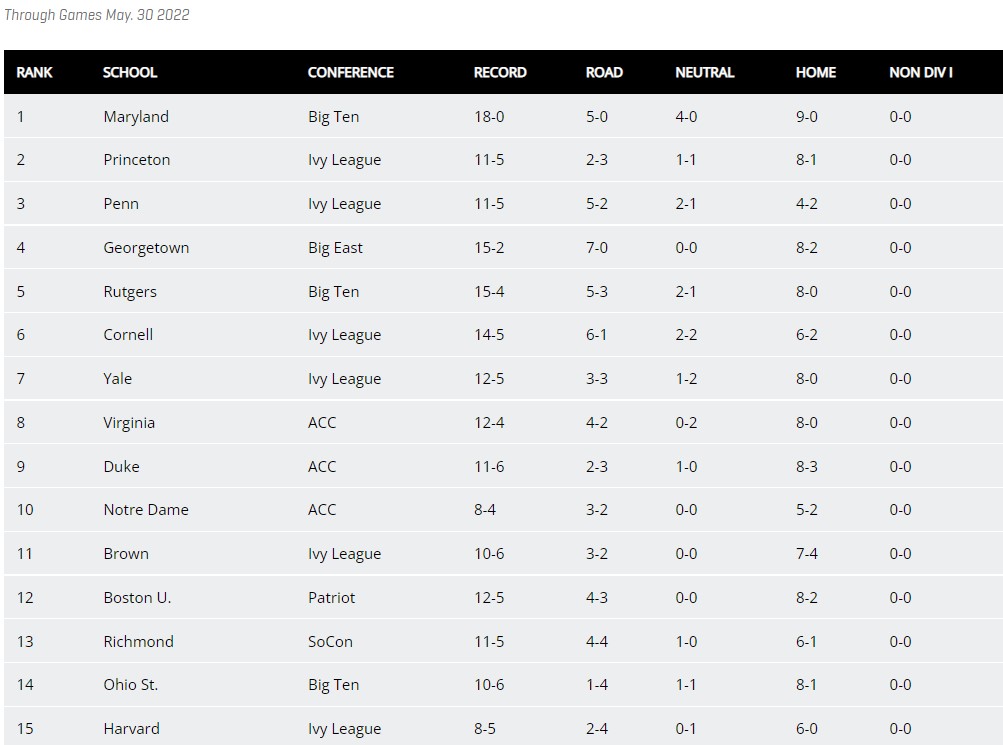 Through Games May. 30 2022
RANK SCHOOL CONFERENCE RECORD ROAD NEUTRAL HOME NON DIV I
1 Maryland Big Ten 18-0 5-0 4-0 9-0 0-0
2 Princeton Ivy League 11-5 2-3 1-1 8-1 0-0
3 Penn Ivy League 11-5 5-2 2-1 4-2 0-0
4 Georgetown Big East 15-2 7-0 0-0 8-2 0-0
5 Rutgers Big Ten 15-4 5-3 2-1 8-0 0-0
6 Cornell Ivy League 14-5 6-1 2-2 6-2 0-0
7 Yale Ivy League 12-5 3-3 1-2 8-0 0-0
8 Virginia ACC 12-4 4-2 0-2 8-0 0-0
9 Duke ACC 11-6 2-3 1-0 8-3 0-0
10 Notre Dame ACC 8-4 3-2 0-0 5-2 0-0
11 Brown Ivy League 10-6 3-2 0-0 7-4 0-0
12 Boston U. Patriot 12-5 4-3 0-0 8-2 0-0
13 Richmond SoCon 11-5 4-4 1-0 6-1 0-0
14 Ohio St. Big Ten 10-6 1-4 1-1 8-1 0-0
15 Harvard Ivy League 8-5 2-4 0-1 6-0 0-0